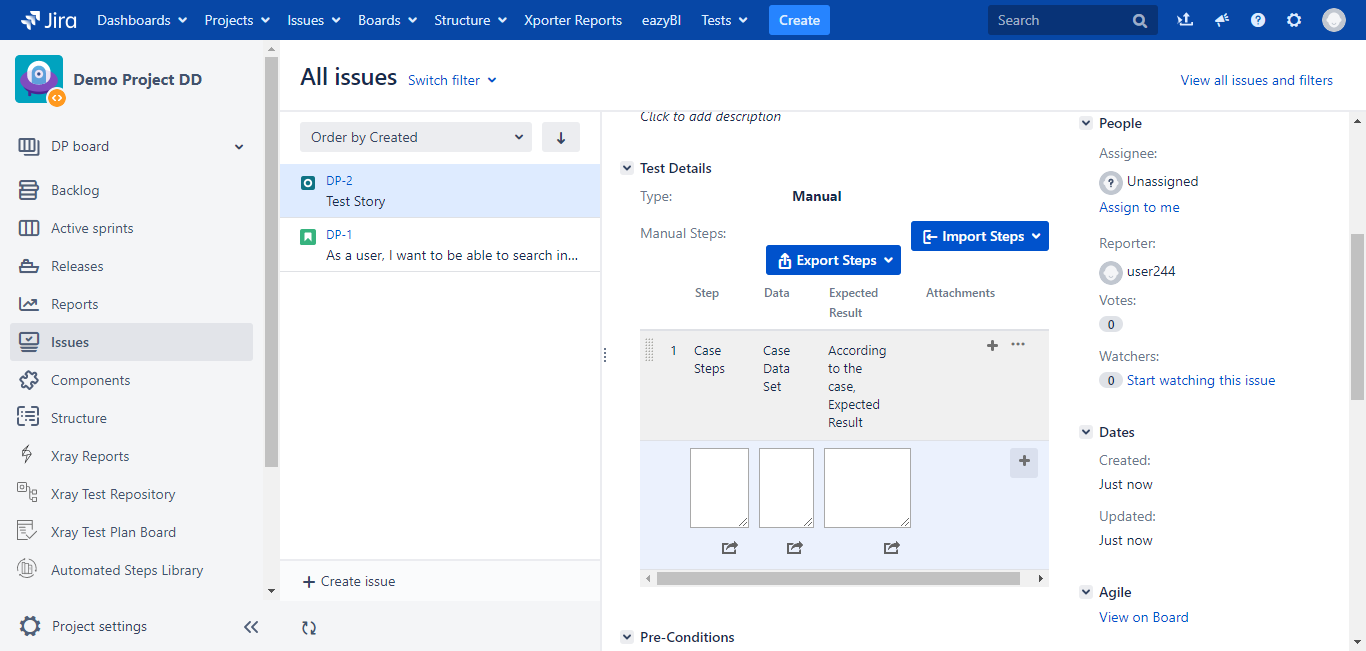 Jira Dashboards Projects Issues Boards Structure Xporter Reports eazyBI Tests Create Search
Demo Project DD
DP board
Backlog
Active sprints
Releases
Reports
Issues
Components
Structure
Xray Reports
Xray Test Repository
Xray Test Plan Board
Automated Steps Library
Project settings
All issues Switch filter
View all issues and filters
Order by Created
DP-2
Test Story
DP-1
As a user, I want to be able to search in...
+ Create issue
Click to add description
Test Details
Type: Manual
Manual Steps:
Import Steps
Export Steps
Step Data Expected Attachments
Result
1 Case Case According
Steps Data to the
Set case,
Expected
Result
Pre-Conditions
People
Assignee:
Unassigned
Assign to me
Reporter:
user244
Votes:
0
Watchers:
0 Start watching this issue
Dates
Created:
Just now
Updated:
Just now
Agile
View on Board